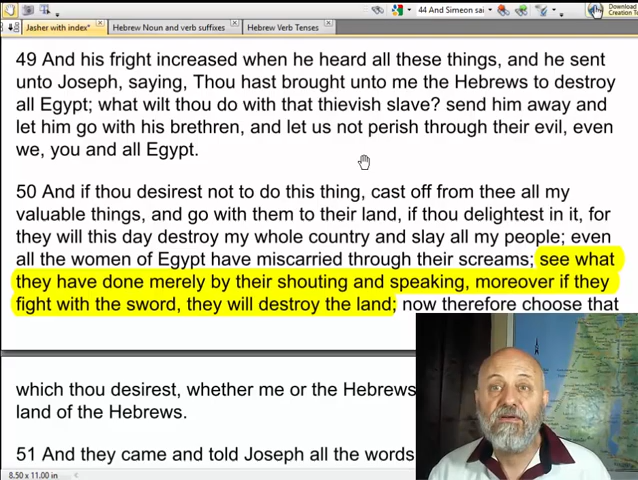 44 And Simeon sai
Download
Creation T
Jasher with index*
Hebrew Noun and verb suffixes
Hebrew Verb Tenses
49 And his fright increased when he heard all these things, and he sent
unto Joseph, saying, Thou hast brought unto me the Hebrews to destroy
all Egypt; what wilt thou do with that thievish slave? send him away and
let him go with his brethren, and let us not perish through their evil, even
we, you and all Egypt.
50 And if thou desirest not to do this thing, cast off from thee all my
valuable things, and go with them to their land, if thou delightest in it, for
they will this day destroy my whole country and slay all my people; even
all the women of Egypt have miscarried through their screams; see what
they have done merely by their shouting and speaking, moreover if they
fight with the sword, they will destroy the land; now therefore choose that
which thou desirest, whether me or the Hebrews
land of the Hebrews.
51 And they came and told Joseph all the words
8.50 x 11.00 in